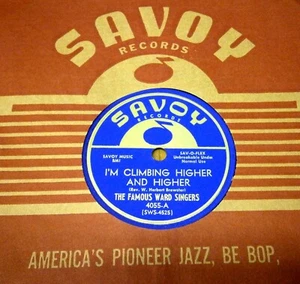 SAVOY
RECORDS
SAVOY
SAVOY MUSIC
BMI
SAV-O-FLEX
Unbreakable Under
Normal Use
I'M CLIMBING HIGHER
AND HIGHER
(Rev. W. Herbert Brewster)
THE FAMOUS WARD SINGERS
4055-A
(SWS-4525)
AMERICA'S PIONEER JAZZ, BE BOP,